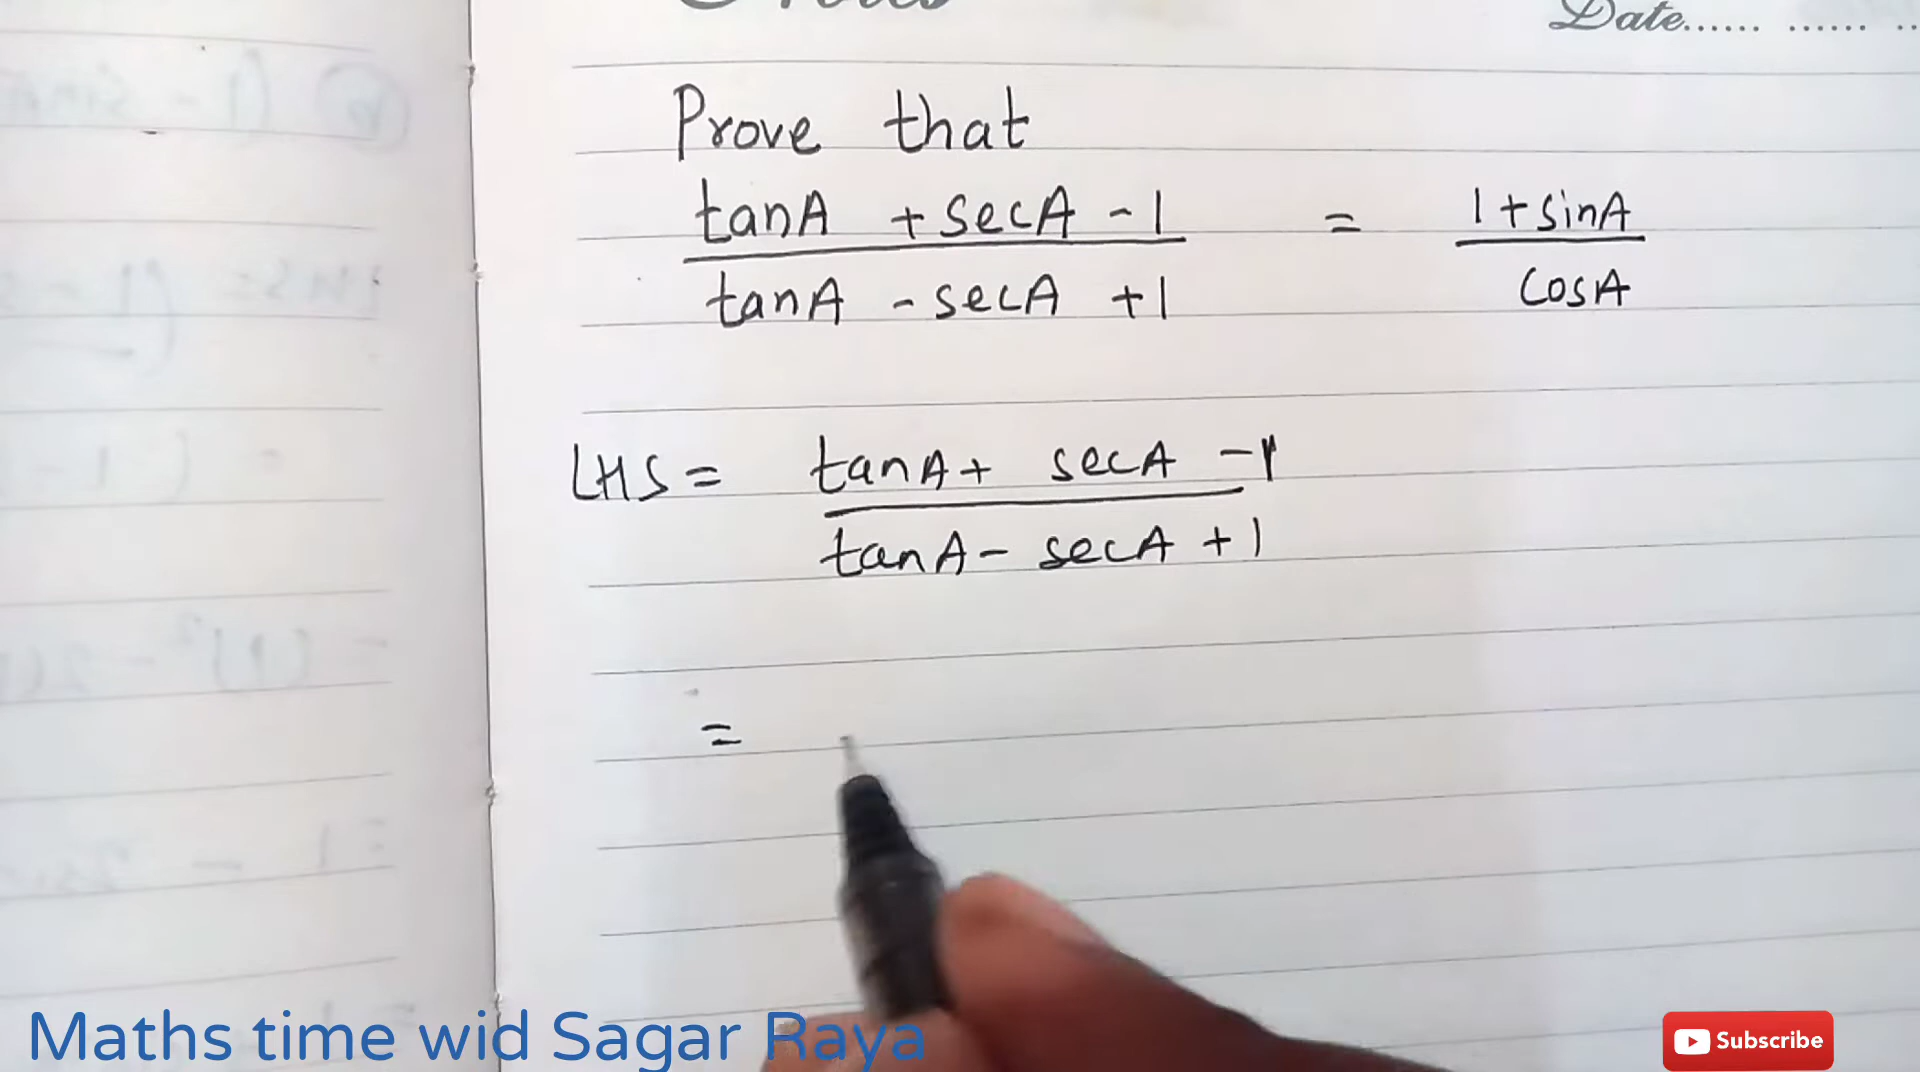 Date...... ...... ..
Prove that
tanA + secA - 1 = 1 + sinA
tanA - secA + 1 cosA
LHS = tanA + secA - 1
tanA - secA + 1
=
Maths time wid Sagar Raya
Subscribe